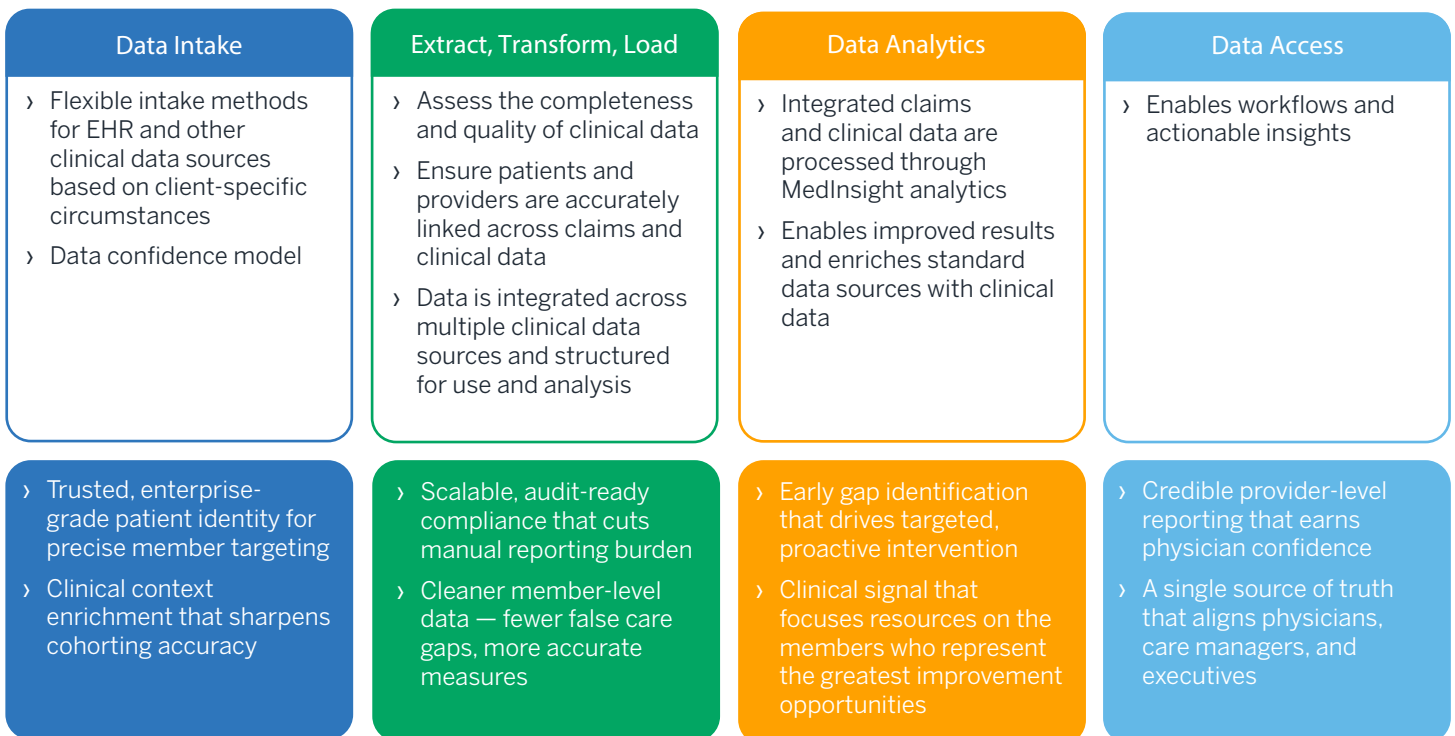 Data Intake
› Flexible intake methods
for EHR and other
clinical data sources
based on client-specific
circumstances
› Data confidence model
Extract, Transform, Load
› Assess the completeness
and quality of clinical data
› Ensure patients and
providers are accurately
linked across claims and
clinical data
› Data is integrated across
multiple clinical data
sources and structured
for use and analysis
Data Analytics
› Integrated claims
and clinical data are
processed through
MedInsight analytics
› Enables improved results
and enriches standard
data sources with clinical
data
Data Access
› Enables workflows and
actionable insights
› Trusted, enterprise-
grade patient identity for
precise member targeting
› Clinical context
enrichment that sharpens
cohorting accuracy
› Scalable, audit-ready
compliance that cuts
manual reporting burden
› Cleaner member-level
data — fewer false care
gaps, more accurate
measures
› Early gap identification
that drives targeted,
proactive intervention
› Clinical signal that
focuses resources on the
members who represent
the greatest improvement
opportunities
› Credible provider-level
reporting that earns
physician confidence
› A single source of truth
that aligns physicians,
care managers, and
executives